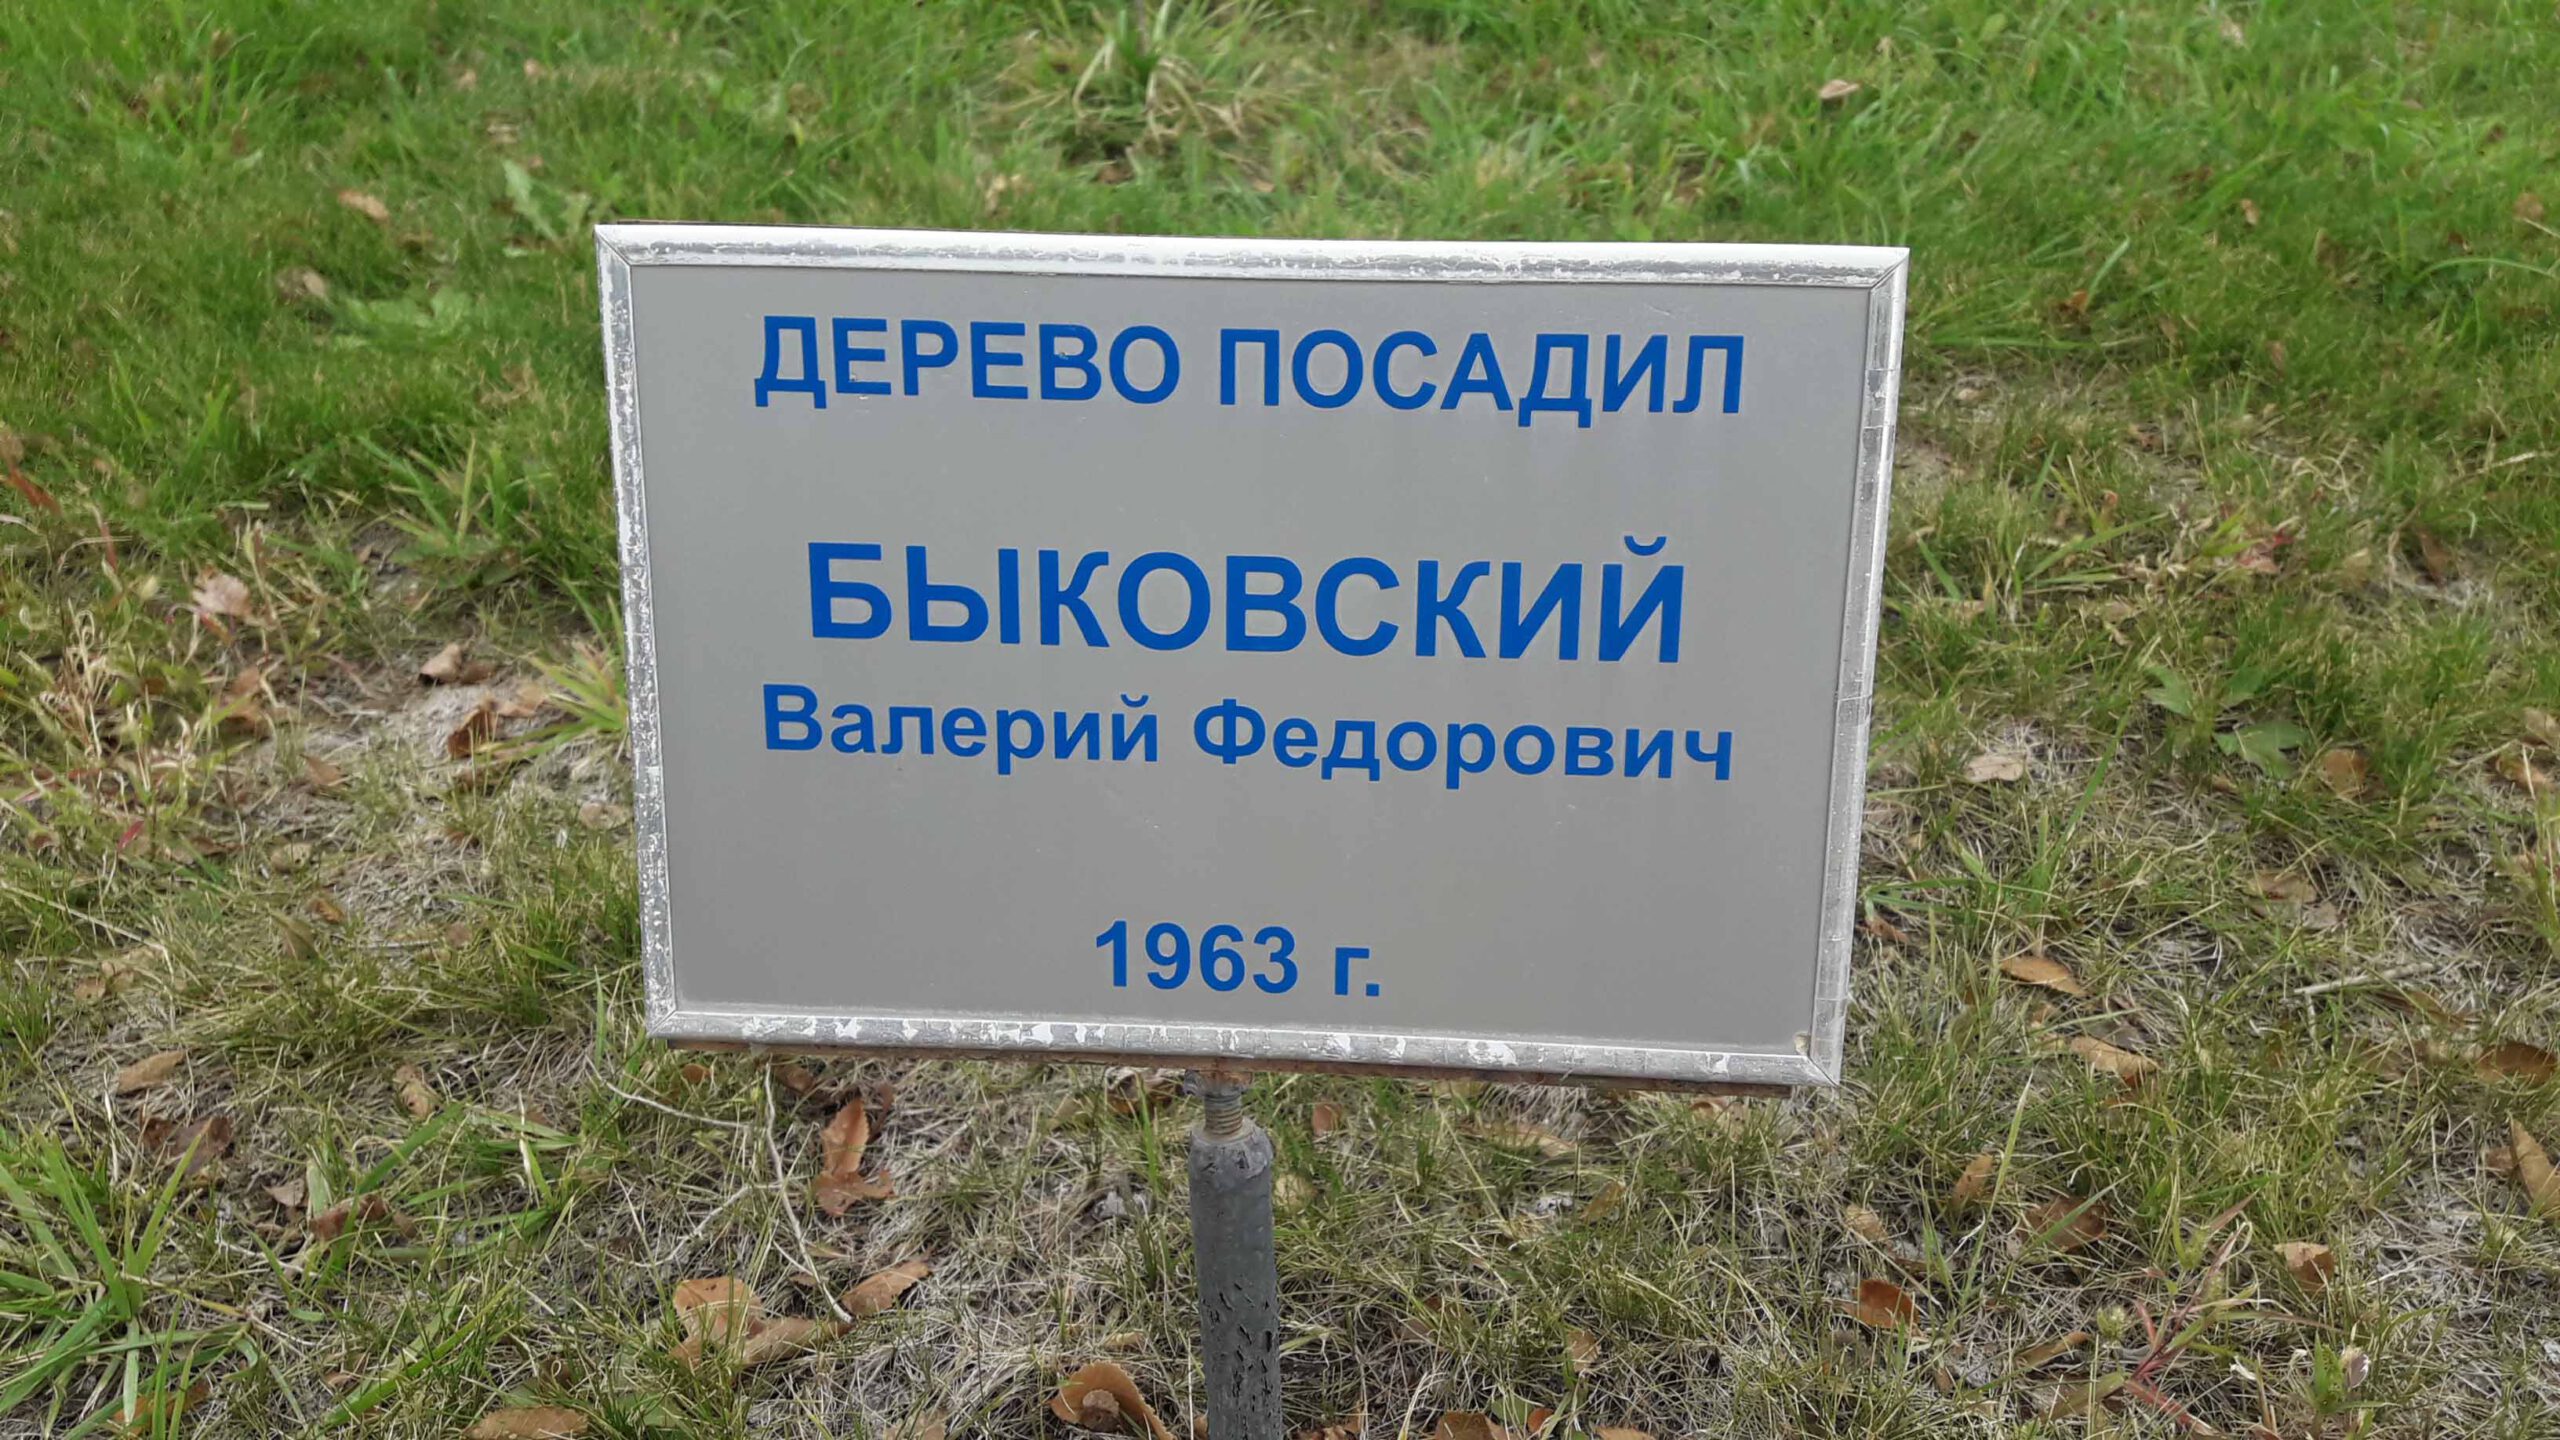 ДЕРЕВО ПОСАДИЛ
БЫКОВСКИЙ
Валерий Федорович
1963 г.